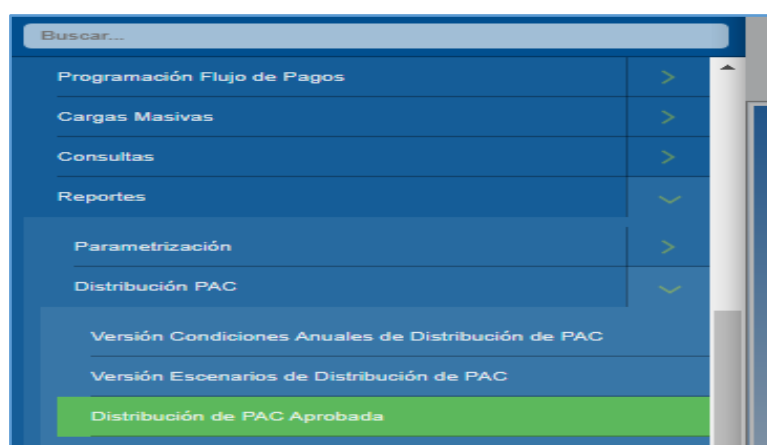 Buscar...
Programación Flujo de Pagos
Cargas Masivas
Consultas
Reportes
Parametrización
Distribución PAC
Versión Condiciones Anuales de Distribución de PAC
Versión Escenarios de Distribución de PAC
Distribución de PAC Aprobada